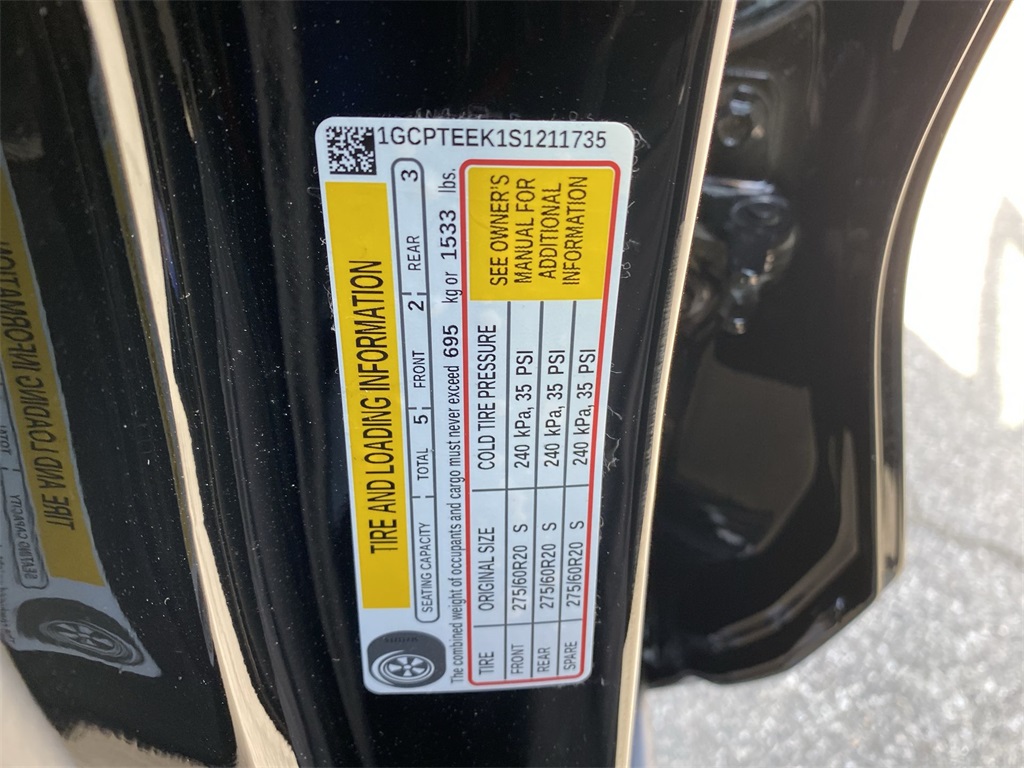 1GCPTEEK1S1211735
TIRE AND LOADING INFORMATION
SEATING CAPACITY TOTAL 5 FRONT 2 REAR 3
The combined weight of occupants and cargo must never exceed 695 kg or 1533 lbs.
TIRE ORIGINAL SIZE COLD TIRE PRESSURE
FRONT 275/60R20 S 240 kPa, 35 PSI
REAR 275/60R20 S 240 kPa, 35 PSI
SPARE 275/60R20 S 240 kPa, 35 PSI
SEE OWNER'S
MANUAL FOR
ADDITIONAL
INFORMATION
TIRE AND LOADING INFORMATION
SEATING CAPACITY